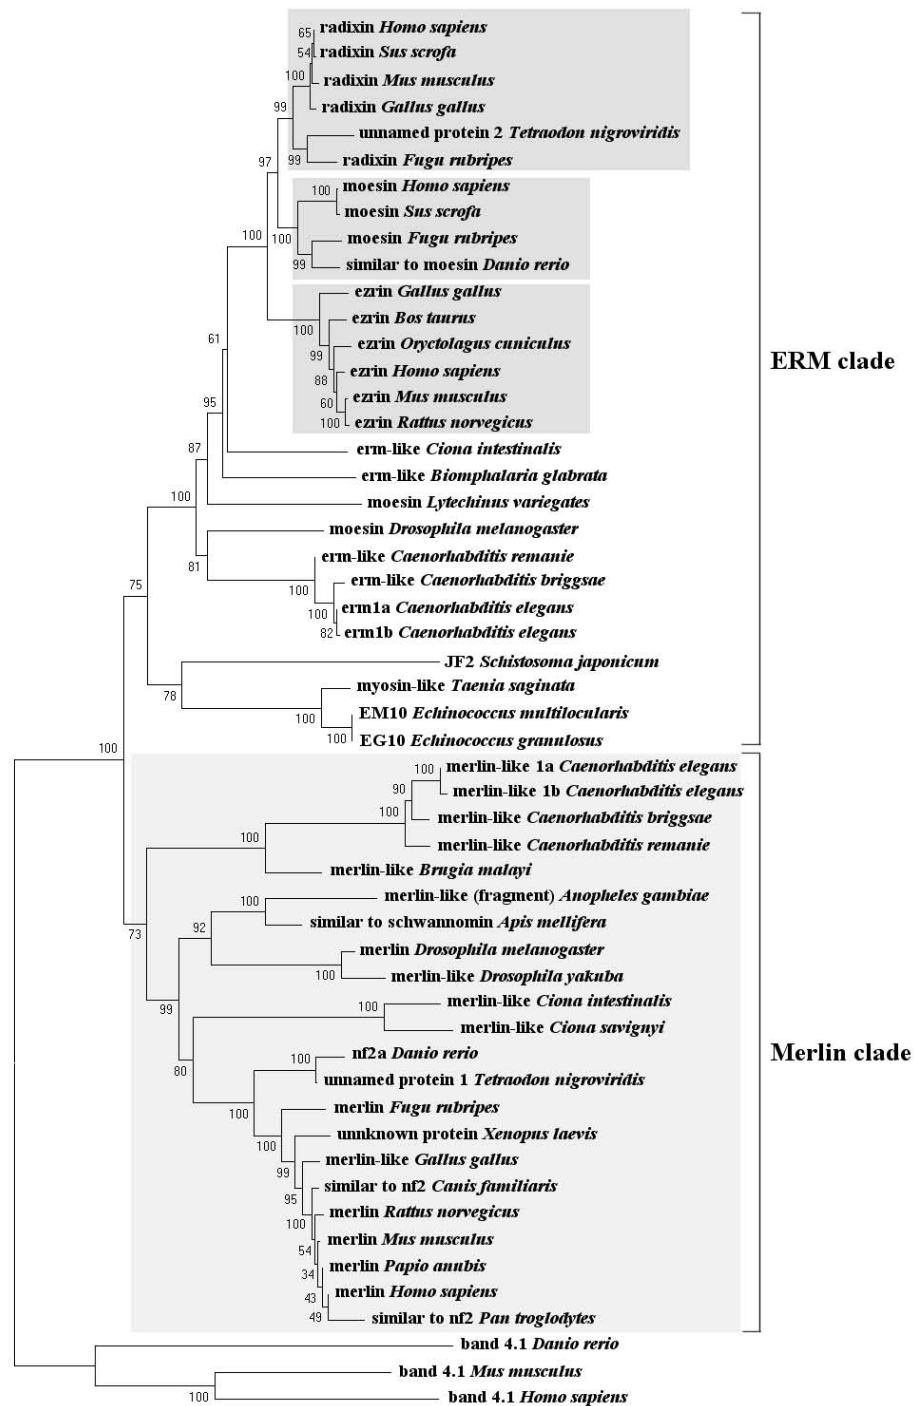 65 radixin Homo sapiens
54 radixin Sus scrofa
100 radixin Mus musculus
99 radixin Gallus gallus
unnamed protein 2 Tetraodon nigroviridis
99 radixin Fugu rubripes
97
100 moesin Homo sapiens
moesin Sus scrofa
100 100 moesin Fugu rubripes
99 similar to moesin Danio rerio
ezrin Gallus gallus
100 ezrin Bos taurus
61 99 ezrin Oryctolagus cuniculus
ERM clade
88 ezrin Homo sapiens
60 ezrin Mus musculus
95 100 ezrin Rattus norvegicus
87 erm-like Ciona intestinalis
erm-like Biomphalaria glabrata
100 moesin Lytechinus variegates
moesin Drosophila melanogaster
81 erm-like Caenorhabditis remanie
75 100 erm-like Caenorhabditis briggsae
100 erm1a Caenorhabditis elegans
82 erm1b Caenorhabditis elegans
JF2 Schistosoma japonicum
78 myosin-like Taenia saginata
100 EM10 Echinococcus multilocularis
100 EG10 Echinococcus granulosus
100
100 merlin-like 1a Caenorhabditis elegans
90 merlin-like 1b Caenorhabditis elegans
100 merlin-like Caenorhabditis briggsae
100 merlin-like Caenorhabditis remanie
merlin-like Brugia malayi
100 merlin-like (fragment) Anopheles gambiae
73 92 similar to schwannomin Apis mellifera
merlin Drosophila melanogaster
100 merlin-like Drosophila yakuba
99 100 merlin-like Ciona intestinalis
merlin-like Ciona savignyi
80 100 nf2a Danio rerio
Merlin clade
unnamed protein 1 Tetraodon nigroviridis
100 merlin Fugu rubripes
100 unnknown protein Xenopus laevis
99 merlin-like Gallus gallus
95 similar to nf2 Canis familiaris
100 merlin Rattus norvegicus
54 merlin Mus musculus
34 merlin Papio anubis
43 merlin Homo sapiens
49 similar to nf2 Pan troglodytes
band 4.1 Danio rerio
band 4.1 Mus musculus
100 band 4.1 Homo sapiens